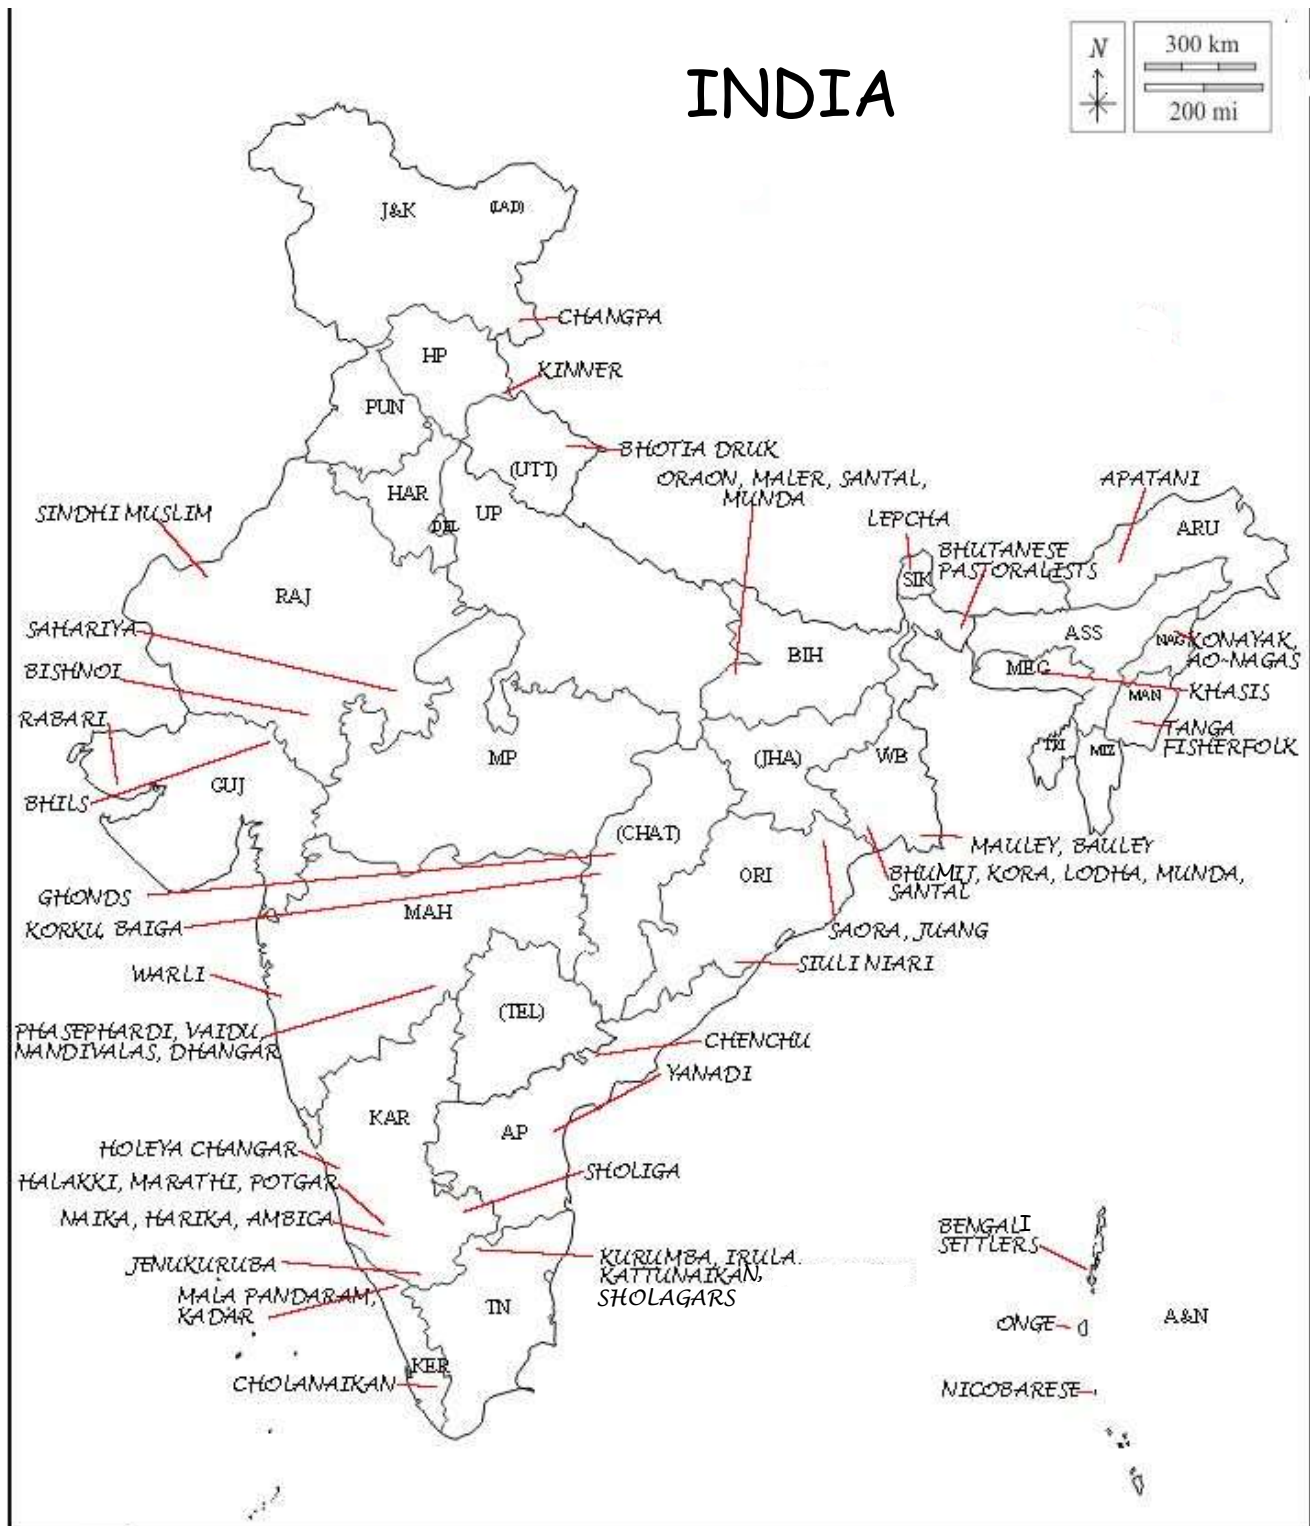 INDIA
N
300 km
200 mi
J&K
(LAD)
CHANGPA
HP
KINNER
PUN
BHOTIA DRUK
(UTT)
ORAON, MALER, SANTAL,
MUNDA
APATANI
HAR
DEL
UP
SINDHI MUSLIM
LEPCHA
ARU
BHUTANESE
PASTORALISTS
SIK
RAJ
SAHARIYA
ASS
NAG
KONAYAK,
AO-NAGAS
BIH
MEG
BISHNOI
MAN
KHASIS
RABARI
TANGA
FISHERFOLK
TRI
MIZ
MP
(JHA)
WB
GUJ
BHILS
(CHAT)
MAULEY, BAULEY
ORI
BHUMIJ, KORA, LODHA, MUNDA,
SANTAL
GHONDS
MAH
KORKU, BAIGA
SAORA, JUANG
SIULI NIARI
WARLI
(TEL)
PHASEPHARDI, VAIDU,
NANDIVALAS, DHANGAR
CHENCHU
YANADI
KAR
AP
HOLEYA CHANGAR
SHOLIGA
HALAKKI, MARATHI, POTGAR
NAIKA, HARIKA, AMBICA
BENGALI
SETTLERS
JENUKURUBA
KURUMBA, IRULA.
KATTUNAIKAN,
SHOLAGARS
MALA PANDARAM,
KADAR
TN
ONGE
A&N
KER
CHOLANAIKAN
NICOBARESE